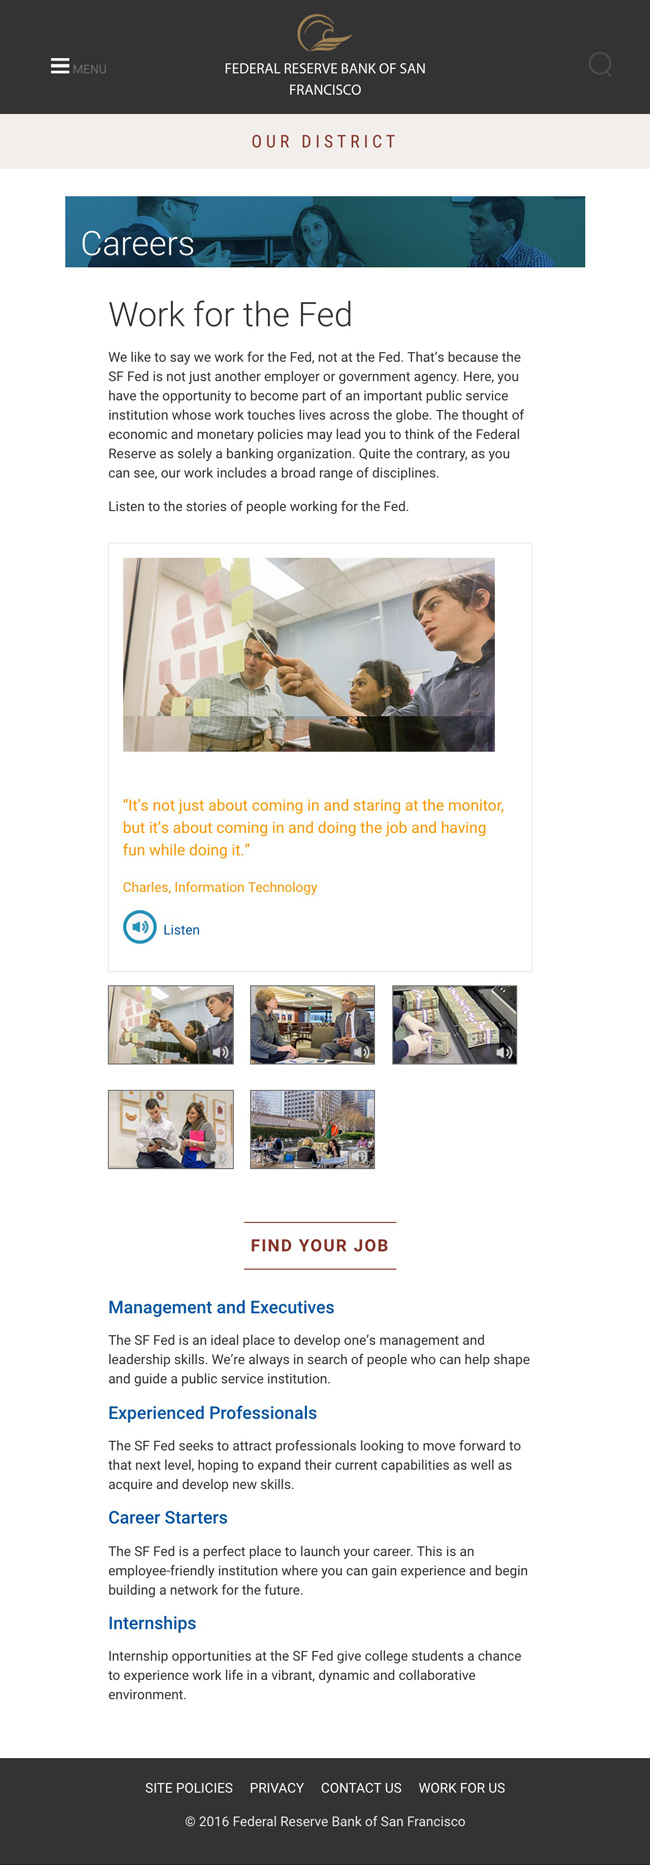 MENU
FEDERAL RESERVE BANK OF SAN
FRANCISCO
OUR DISTRICT
Careers
Work for the Fed
We like to say we work for the Fed, not at the Fed. That’s because the
SF Fed is not just another employer or government agency. Here, you
have the opportunity to become part of an important public service
institution whose work touches lives across the globe. The thought of
economic and monetary policies may lead you to think of the Federal
Reserve as solely a banking organization. Quite the contrary, as you
can see, our work includes a broad range of disciplines.
Listen to the stories of people working for the Fed.
“It’s not just about coming in and staring at the monitor,
but it’s about coming in and doing the job and having
fun while doing it.”
Charles, Information Technology
Listen
FIND YOUR JOB
Management and Executives
The SF Fed is an ideal place to develop one’s management and
leadership skills. We’re always in search of people who can help shape
and guide a public service institution.
Experienced Professionals
The SF Fed seeks to attract professionals looking to move forward to
that next level, hoping to expand their current capabilities as well as
acquire and develop new skills.
Career Starters
The SF Fed is a perfect place to launch your career. This is an
employee-friendly institution where you can gain experience and begin
building a network for the future.
Internships
Internship opportunities at the SF Fed give college students a chance
to experience work life in a vibrant, dynamic and collaborative
environment.
SITE POLICIES PRIVACY CONTACT US WORK FOR US
© 2016 Federal Reserve Bank of San Francisco